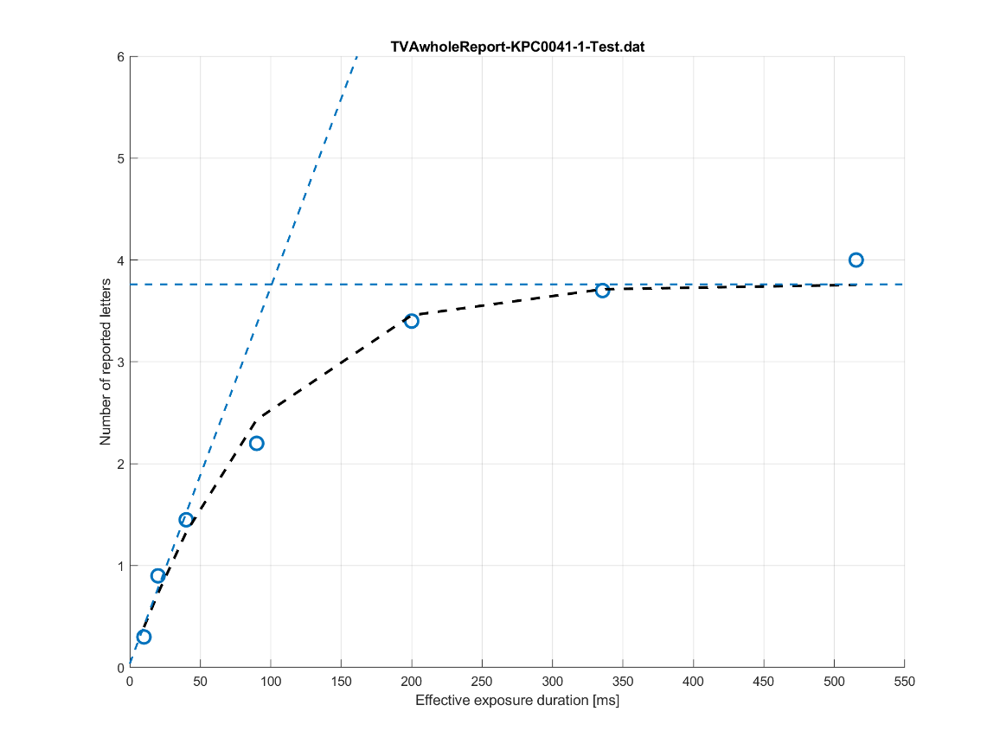 TVAwholeReport-KPC0041-1-Test.dat
6
5
4
3
2
1
0
Number of reported letters
0 50 100 150 200 250 300 350 400 450 500 550
Effective exposure duration [ms]